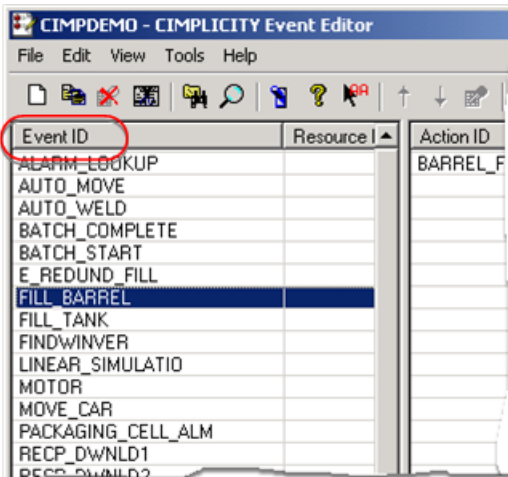 CIMPDEMO - CIMPLICITY Event Editor
File Edit View Tools Help
Event ID Resource I Action ID
ALARM_LOOKUP BARREL_F
AUTO_MOVE
AUTO_WELD
BATCH_COMPLETE
BATCH_START
E_REDUND_FILL
FILL_BARREL
FILL_TANK
FINDWINVER
LINEAR_SIMULATIO
MOTOR
MOVE_CAR
PACKAGING_CELL_ALM
RECP_DWNLD1
RECP_DWNLD2